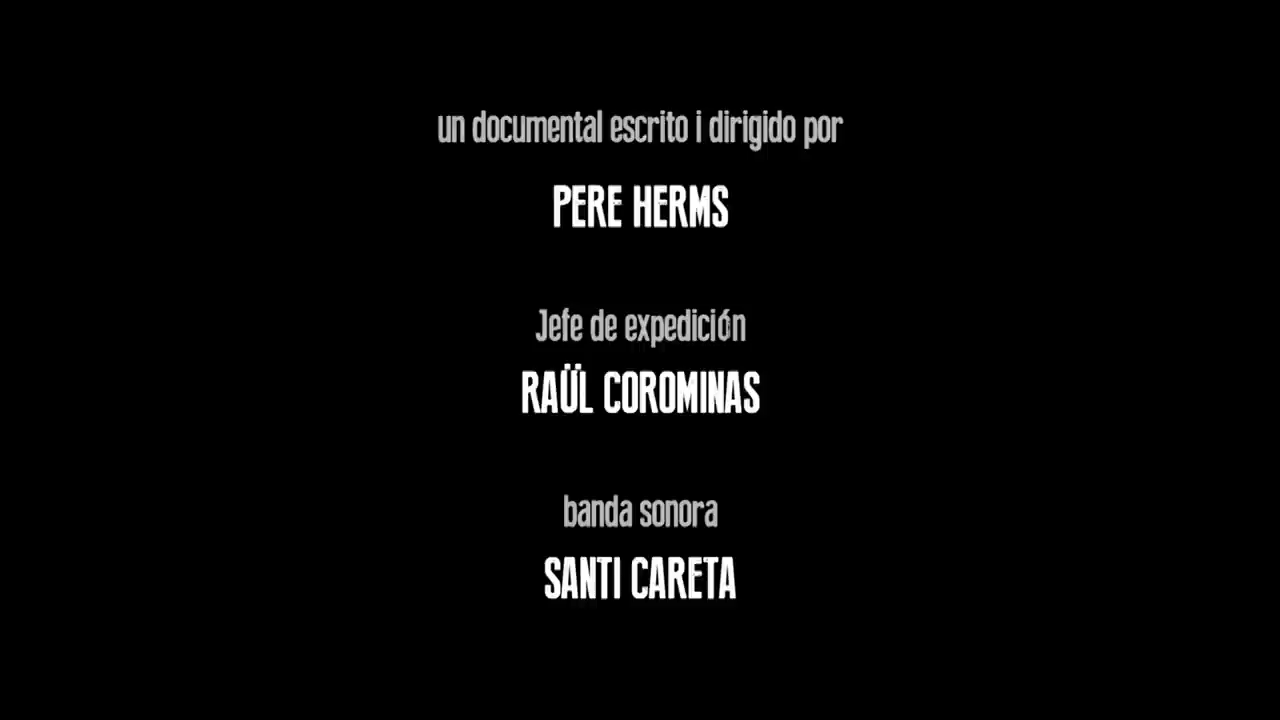 un documental escrito i dirigido por
PERE HERMS
Jefe de expedición
RAÜL COROMINAS
banda sonora
SANTI CARETA